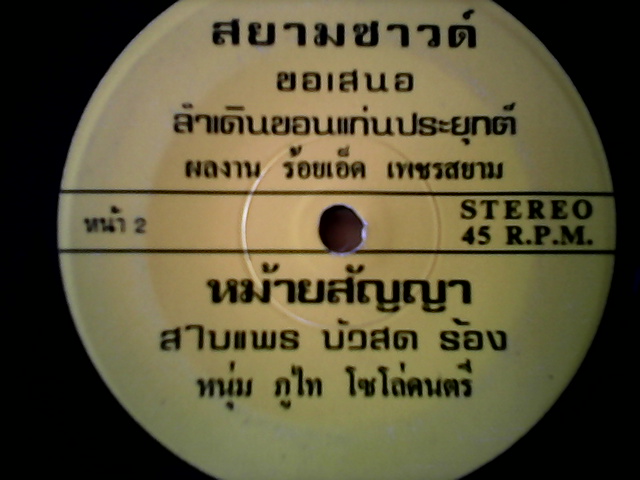 สยามซาวด์
ขอเสนอ
ลำเดินขอนแก่นประยุกต์
ผลงาน ร้อยเอ็ด เพชรสยาม
หน้า 2
STEREO
45 R.P.M.
หม้ายสัญญา
สาบแพร บัวสด ร้อง
หนุ่ม ภูไท โซโล่ดนตรี